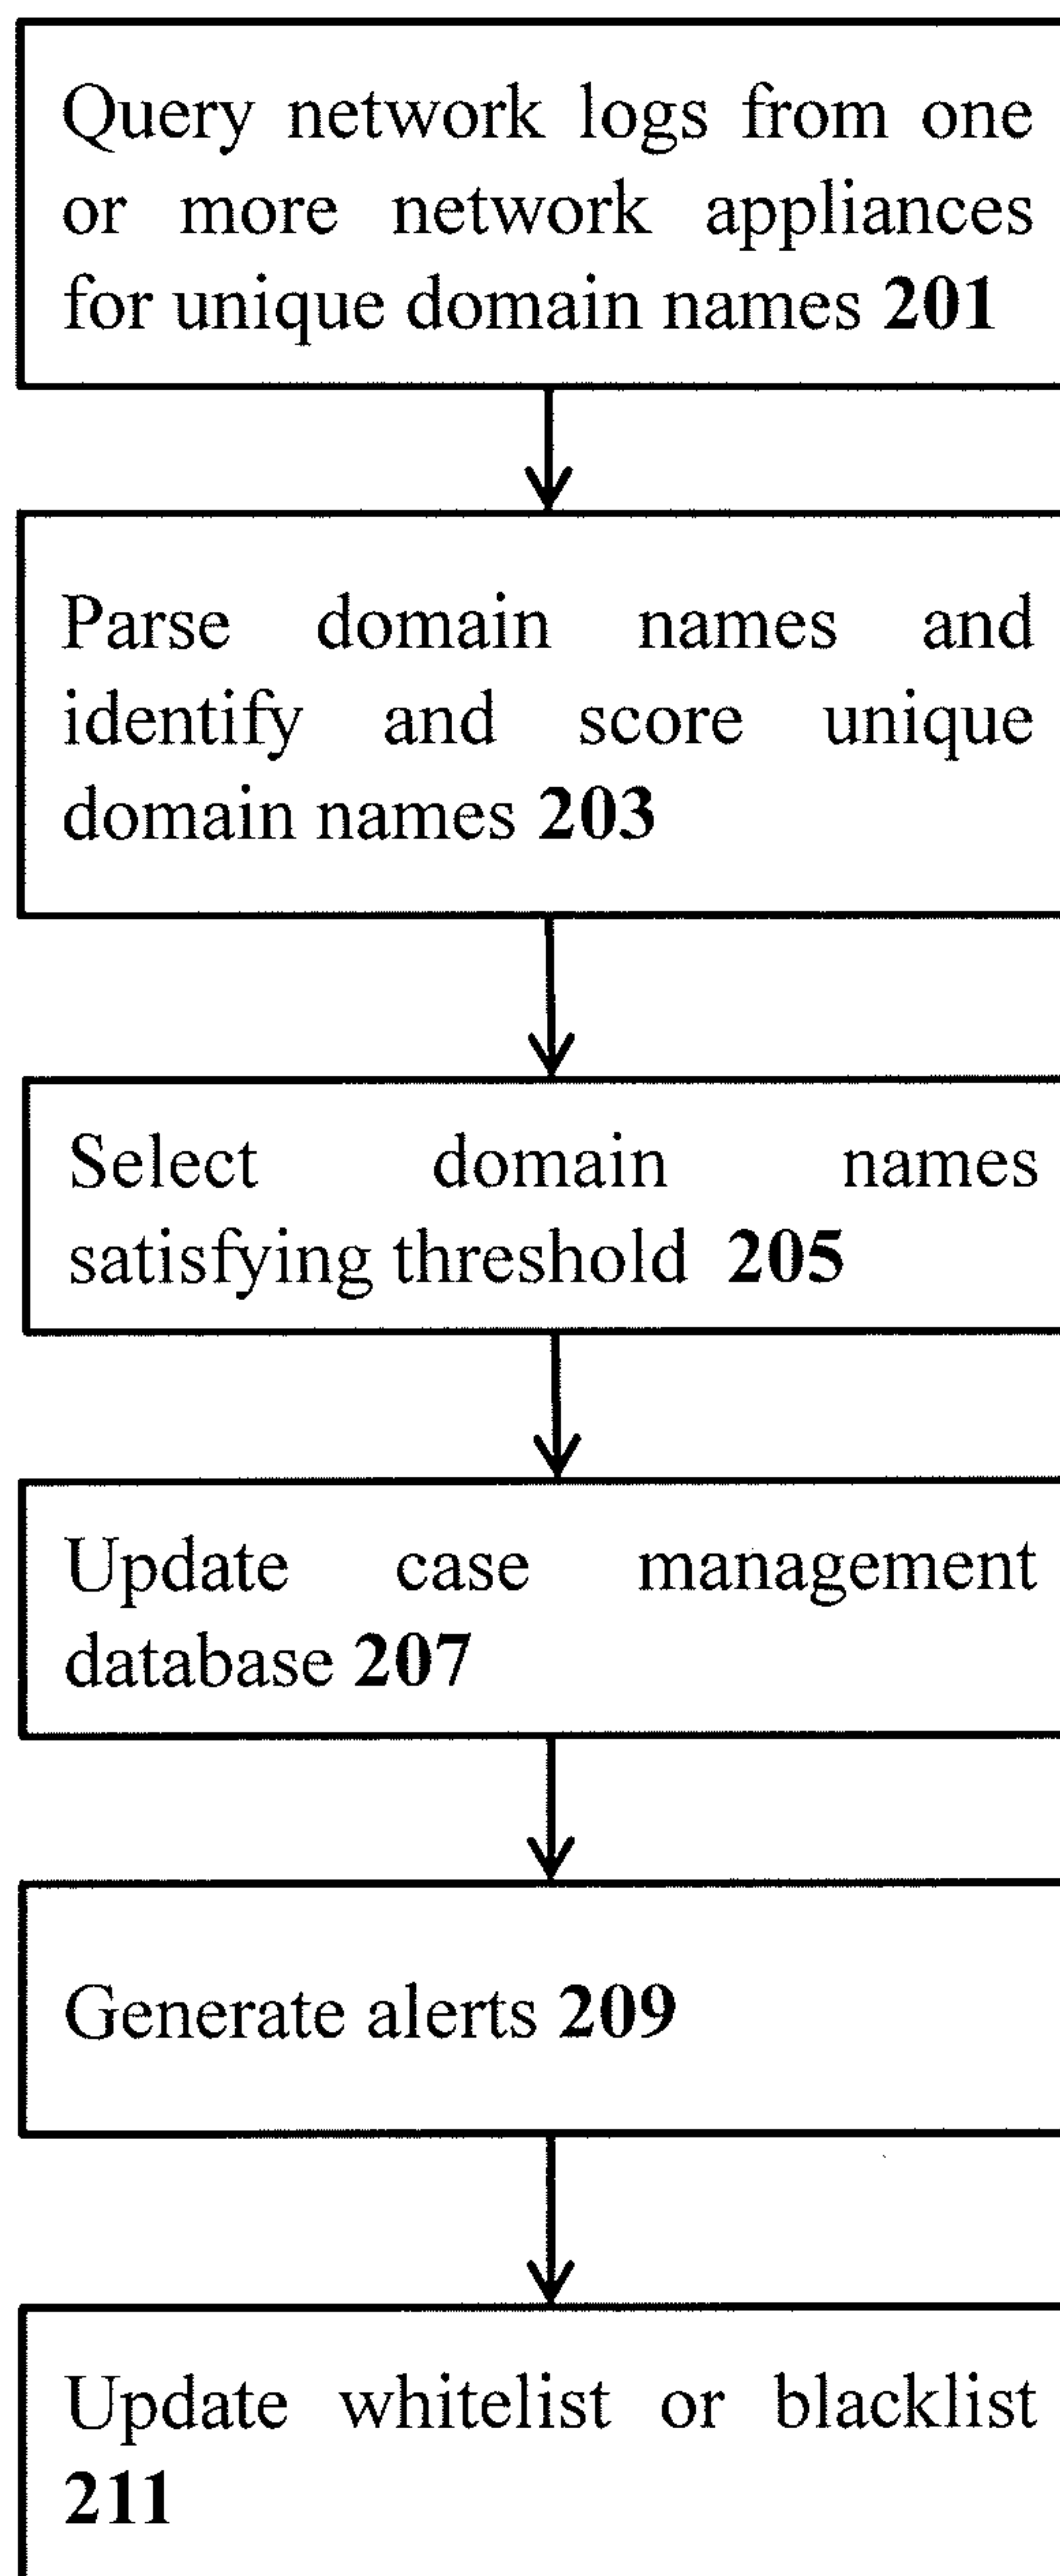 Query network logs from one
or more network appliances
for unique domain names 201
Parse domain names and
identify and score unique
domain names 203
Select domain names
satisfying threshold 205
Update case management
database 207
Generate alerts 209
Update whitelist or blacklist
211